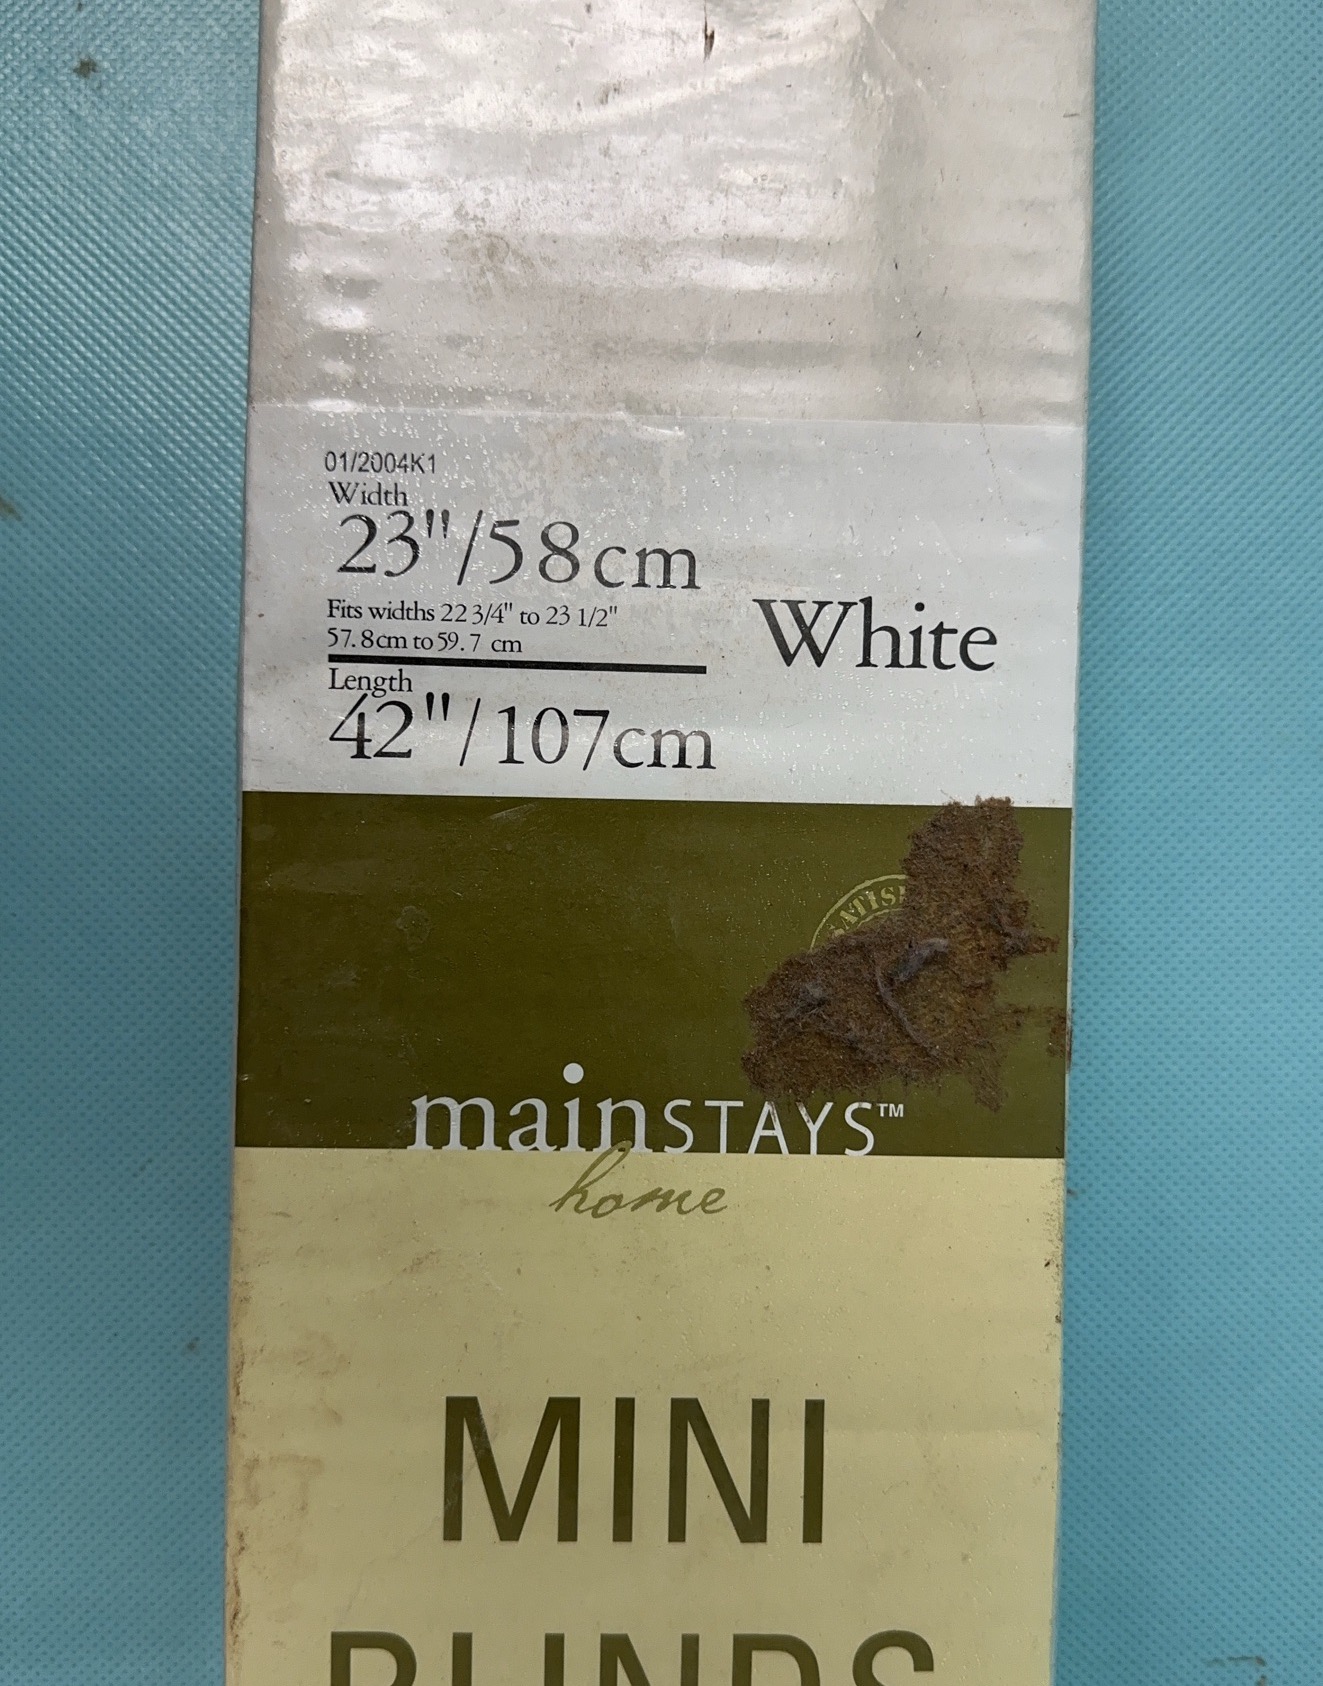 01/2004K1
Width
23"/58cm
Fits widths 22 3/4" to 23 1/2"
57.8cm to 59.7 cm
Length
42"/107cm
White
mainSTAYS™
home
MINI
BLINDS